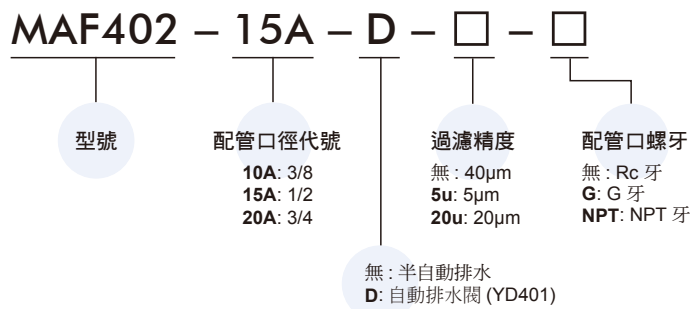 MAF402 – 15A – D – □ – □
型號
配管口徑代號
10A: 3/8
15A: 1/2
20A: 3/4
過濾精度
無 : 40µm
5u: 5µm
20u: 20µm
配管口螺牙
無 : Rc 牙
G: G 牙
NPT: NPT 牙
無 : 半自動排水
D: 自動排水閥 (YD401)